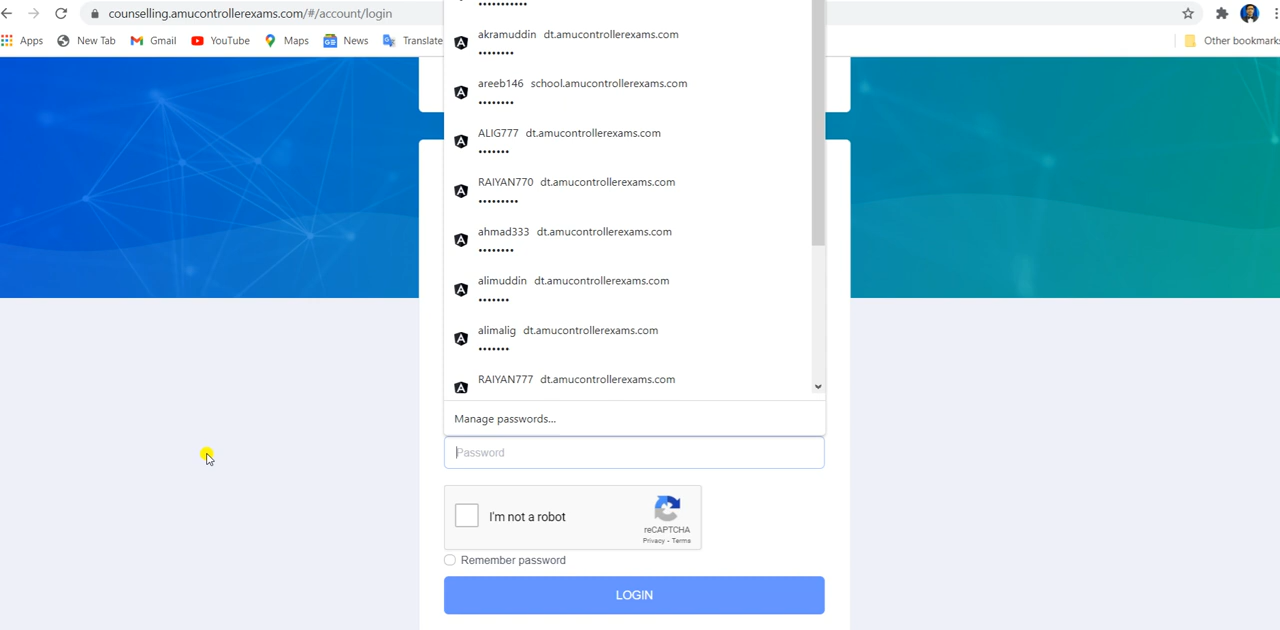 counselling.amucontrollerexams.com/#/account/login
Apps New Tab Gmail YouTube Maps News Translate Other bookmarks
••••••••••••
akramuddin dt.amucontrollerexams.com
••••••••
areeb146 school.amucontrollerexams.com
••••••••
ALIG777 dt.amucontrollerexams.com
•••••••
RAIYAN770 dt.amucontrollerexams.com
•••••••••
ahmad333 dt.amucontrollerexams.com
••••••••
alimuddin dt.amucontrollerexams.com
•••••••
alimalig dt.amucontrollerexams.com
•••••••
RAIYAN777 dt.amucontrollerexams.com
Manage passwords...
Password
I'm not a robot
reCAPTCHA
Privacy - Terms
Remember password
LOGIN